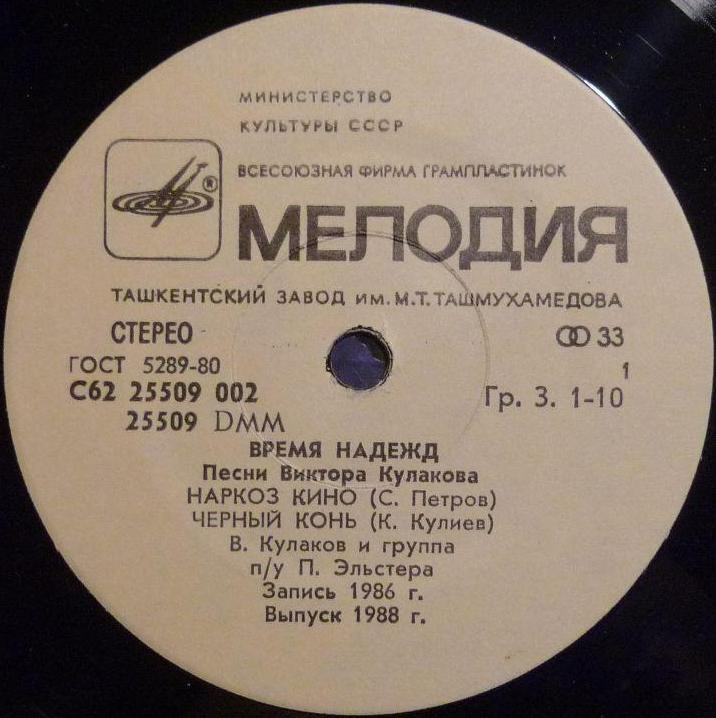 МИНИСТЕРСТВО
КУЛЬТУРЫ СССР
ВСЕСОЮЗНАЯ ФИРМА ГРАМПЛАСТИНОК
®
МЕЛОДИЯ
ТАШКЕНТСКИЙ ЗАВОД ИМ. М.Т. ТАШМУХАМЕДОВА
СТЕРЕО 33
ГОСТ 5289-80 1
С62 25509 002 Гр. 3. 1-10
25509 DMM
ВРЕМЯ НАДЕЖД
Песни Виктора Кулакова
НАРКОЗ КИНО (С. Петров)
ЧЕРНЫЙ КОНЬ (К. Кулиев)
В. Кулаков и группа
п/у П. Эльстера
Запись 1986 г.
Выпуск 1988 г.